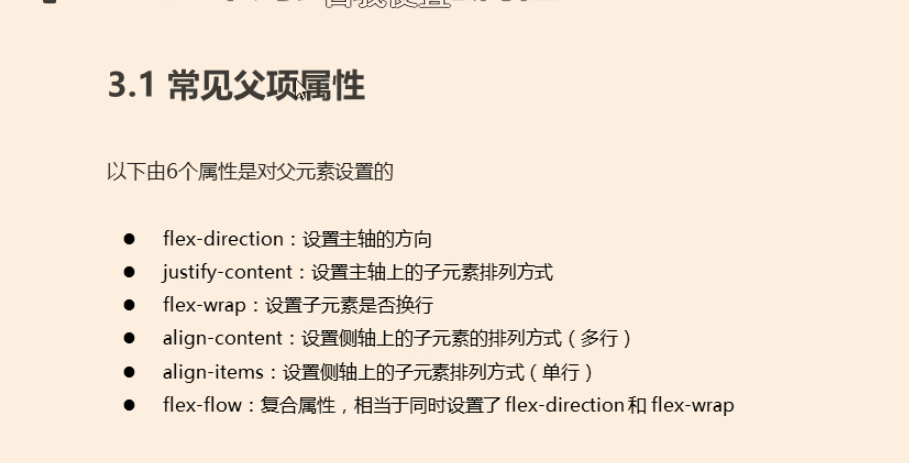 3.1 常见父项属性
以下由6个属性是对父元素设置的
● flex-direction：设置主轴的方向
● justify-content：设置主轴上的子元素排列方式
● flex-wrap：设置子元素是否换行
● align-content：设置侧轴上的子元素的排列方式（多行）
● align-items：设置侧轴上的子元素排列方式（单行）
● flex-flow：复合属性，相当于同时设置了 flex-direction 和 flex-wrap